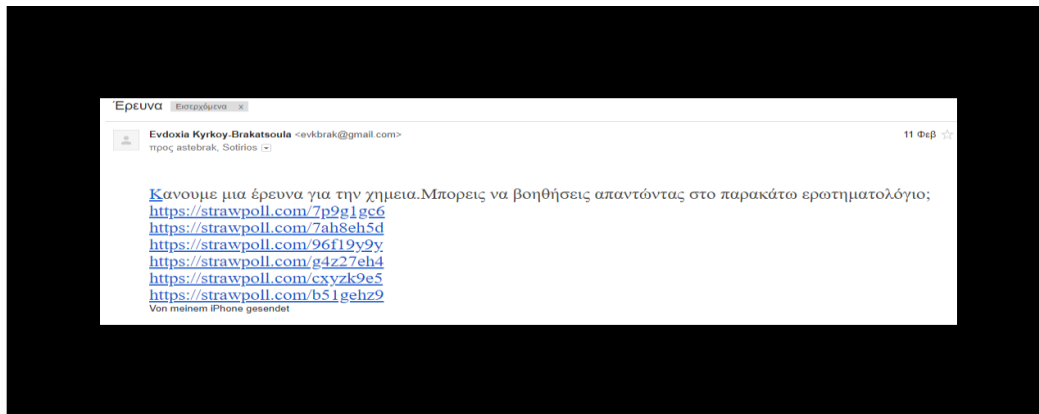 Έρευνα Εισερχόμενα x
Evdoxia Kyrkoy-Brakatsoula <evkbrak@gmail.com> 11 Φεβ
προς astebrak, Sotirios
Κανουμε μια έρευνα για την χημεια.Μπορεις να βοηθήσεις απαντώντας στο παρακάτω ερωτηματολόγιο;
https://strawpoll.com/7p9g1gc6
https://strawpoll.com/7ah8eh5d
https://strawpoll.com/96f19y9y
https://strawpoll.com/g4z27eh4
https://strawpoll.com/cxyzk9e5
https://strawpoll.com/b51gehz9
Von meinem iPhone gesendet